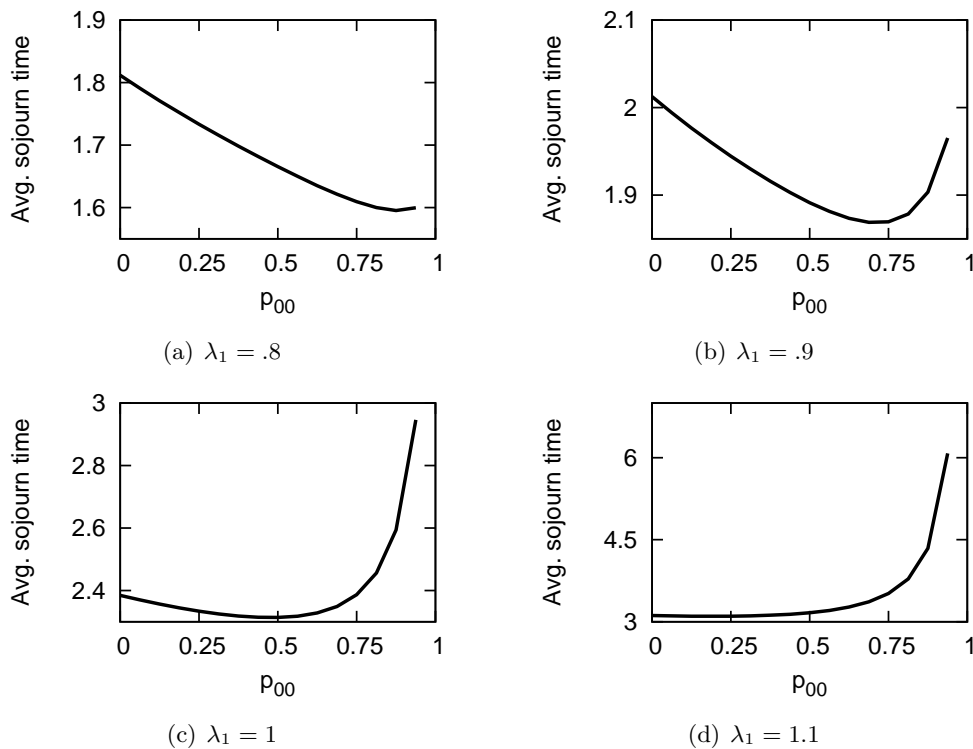 1.9
1.8
1.7
1.6
Avg. sojourn time
0 0.25 0.5 0.75 1
p00
(a) λ1 = .8
2.1
2
1.9
Avg. sojourn time
0 0.25 0.5 0.75 1
p00
(b) λ1 = .9
3
2.8
2.6
2.4
Avg. sojourn time
0 0.25 0.5 0.75 1
p00
(c) λ1 = 1
6
4.5
3
Avg. sojourn time
0 0.25 0.5 0.75 1
p00
(d) λ1 = 1.1